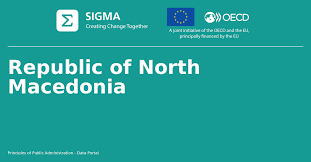 SIGMA
Creating Change Together
OECD
A joint initiative of the OECD and the EU,
principally financed by the EU
Republic of North
Macedonia
Principles of Public Administration - Data Portal